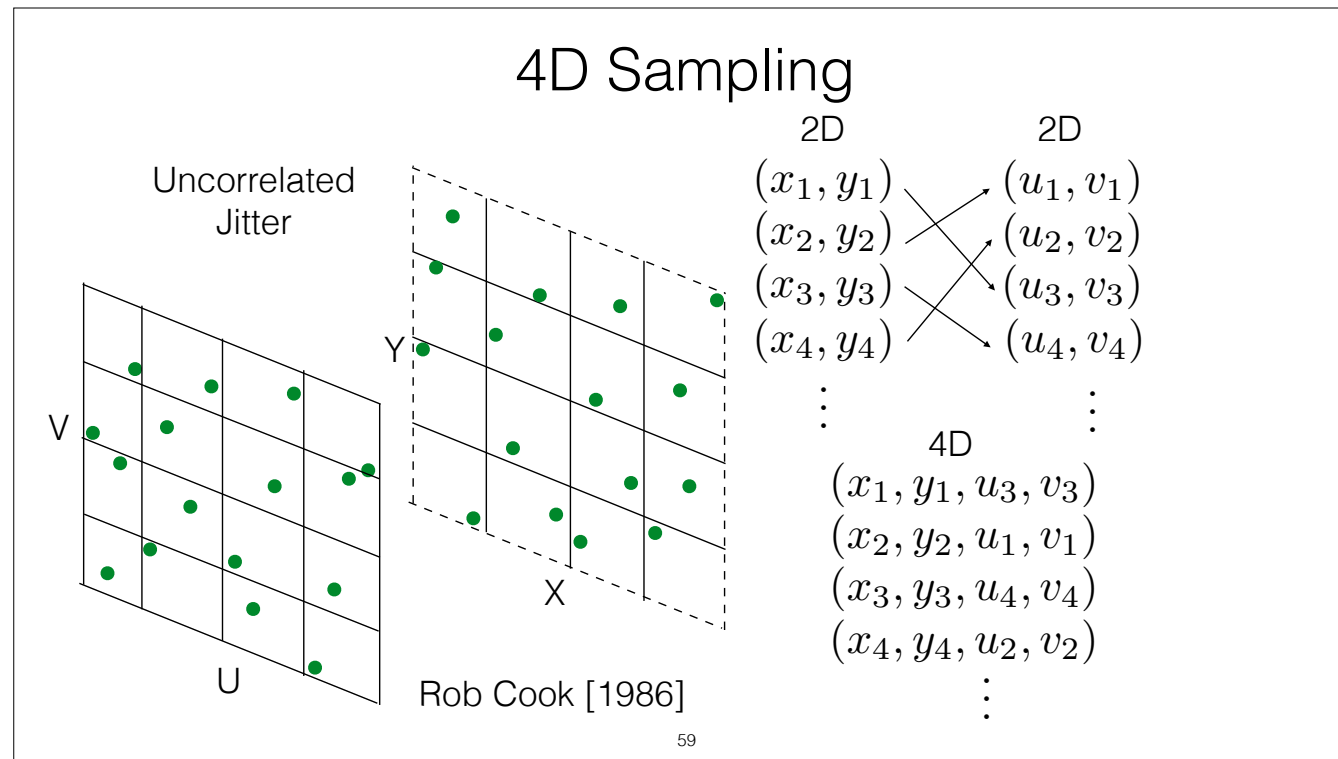 4D Sampling
Uncorrelated
Jitter
V
U
Y
X
Rob Cook [1986]
2D 2D
(x₁, y₁) (u₁, v₁)
(x₂, y₂) (u₂, v₂)
(x₃, y₃) (u₃, v₃)
(x₄, y₄) (u₄, v₄)
⋮ ⋮
4D
(x₁, y₁, u₃, v₃)
(x₂, y₂, u₁, v₁)
(x₃, y₃, u₄, v₄)
(x₄, y₄, u₂, v₂)
⋮
59